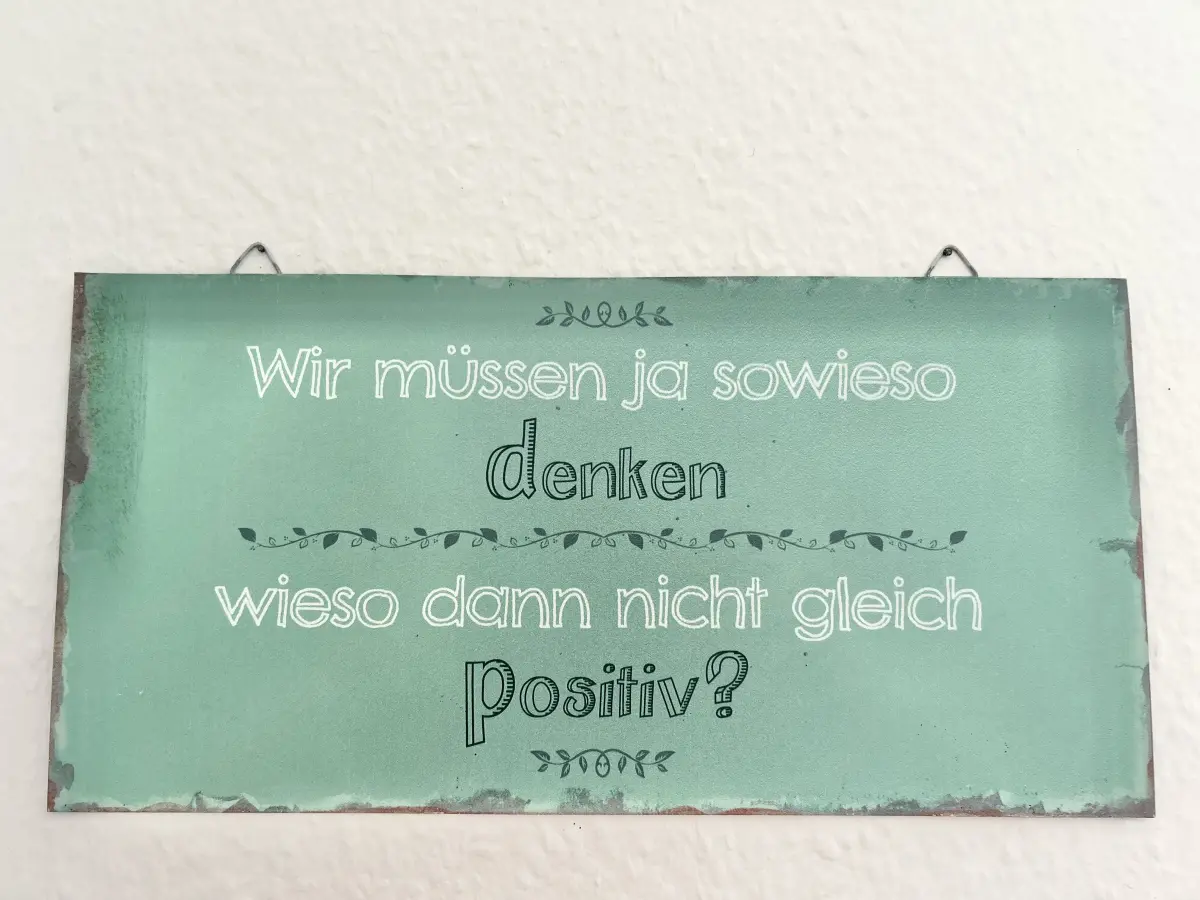 Wir müssen ja sowieso
denken
wieso dann nicht gleich
positiv?